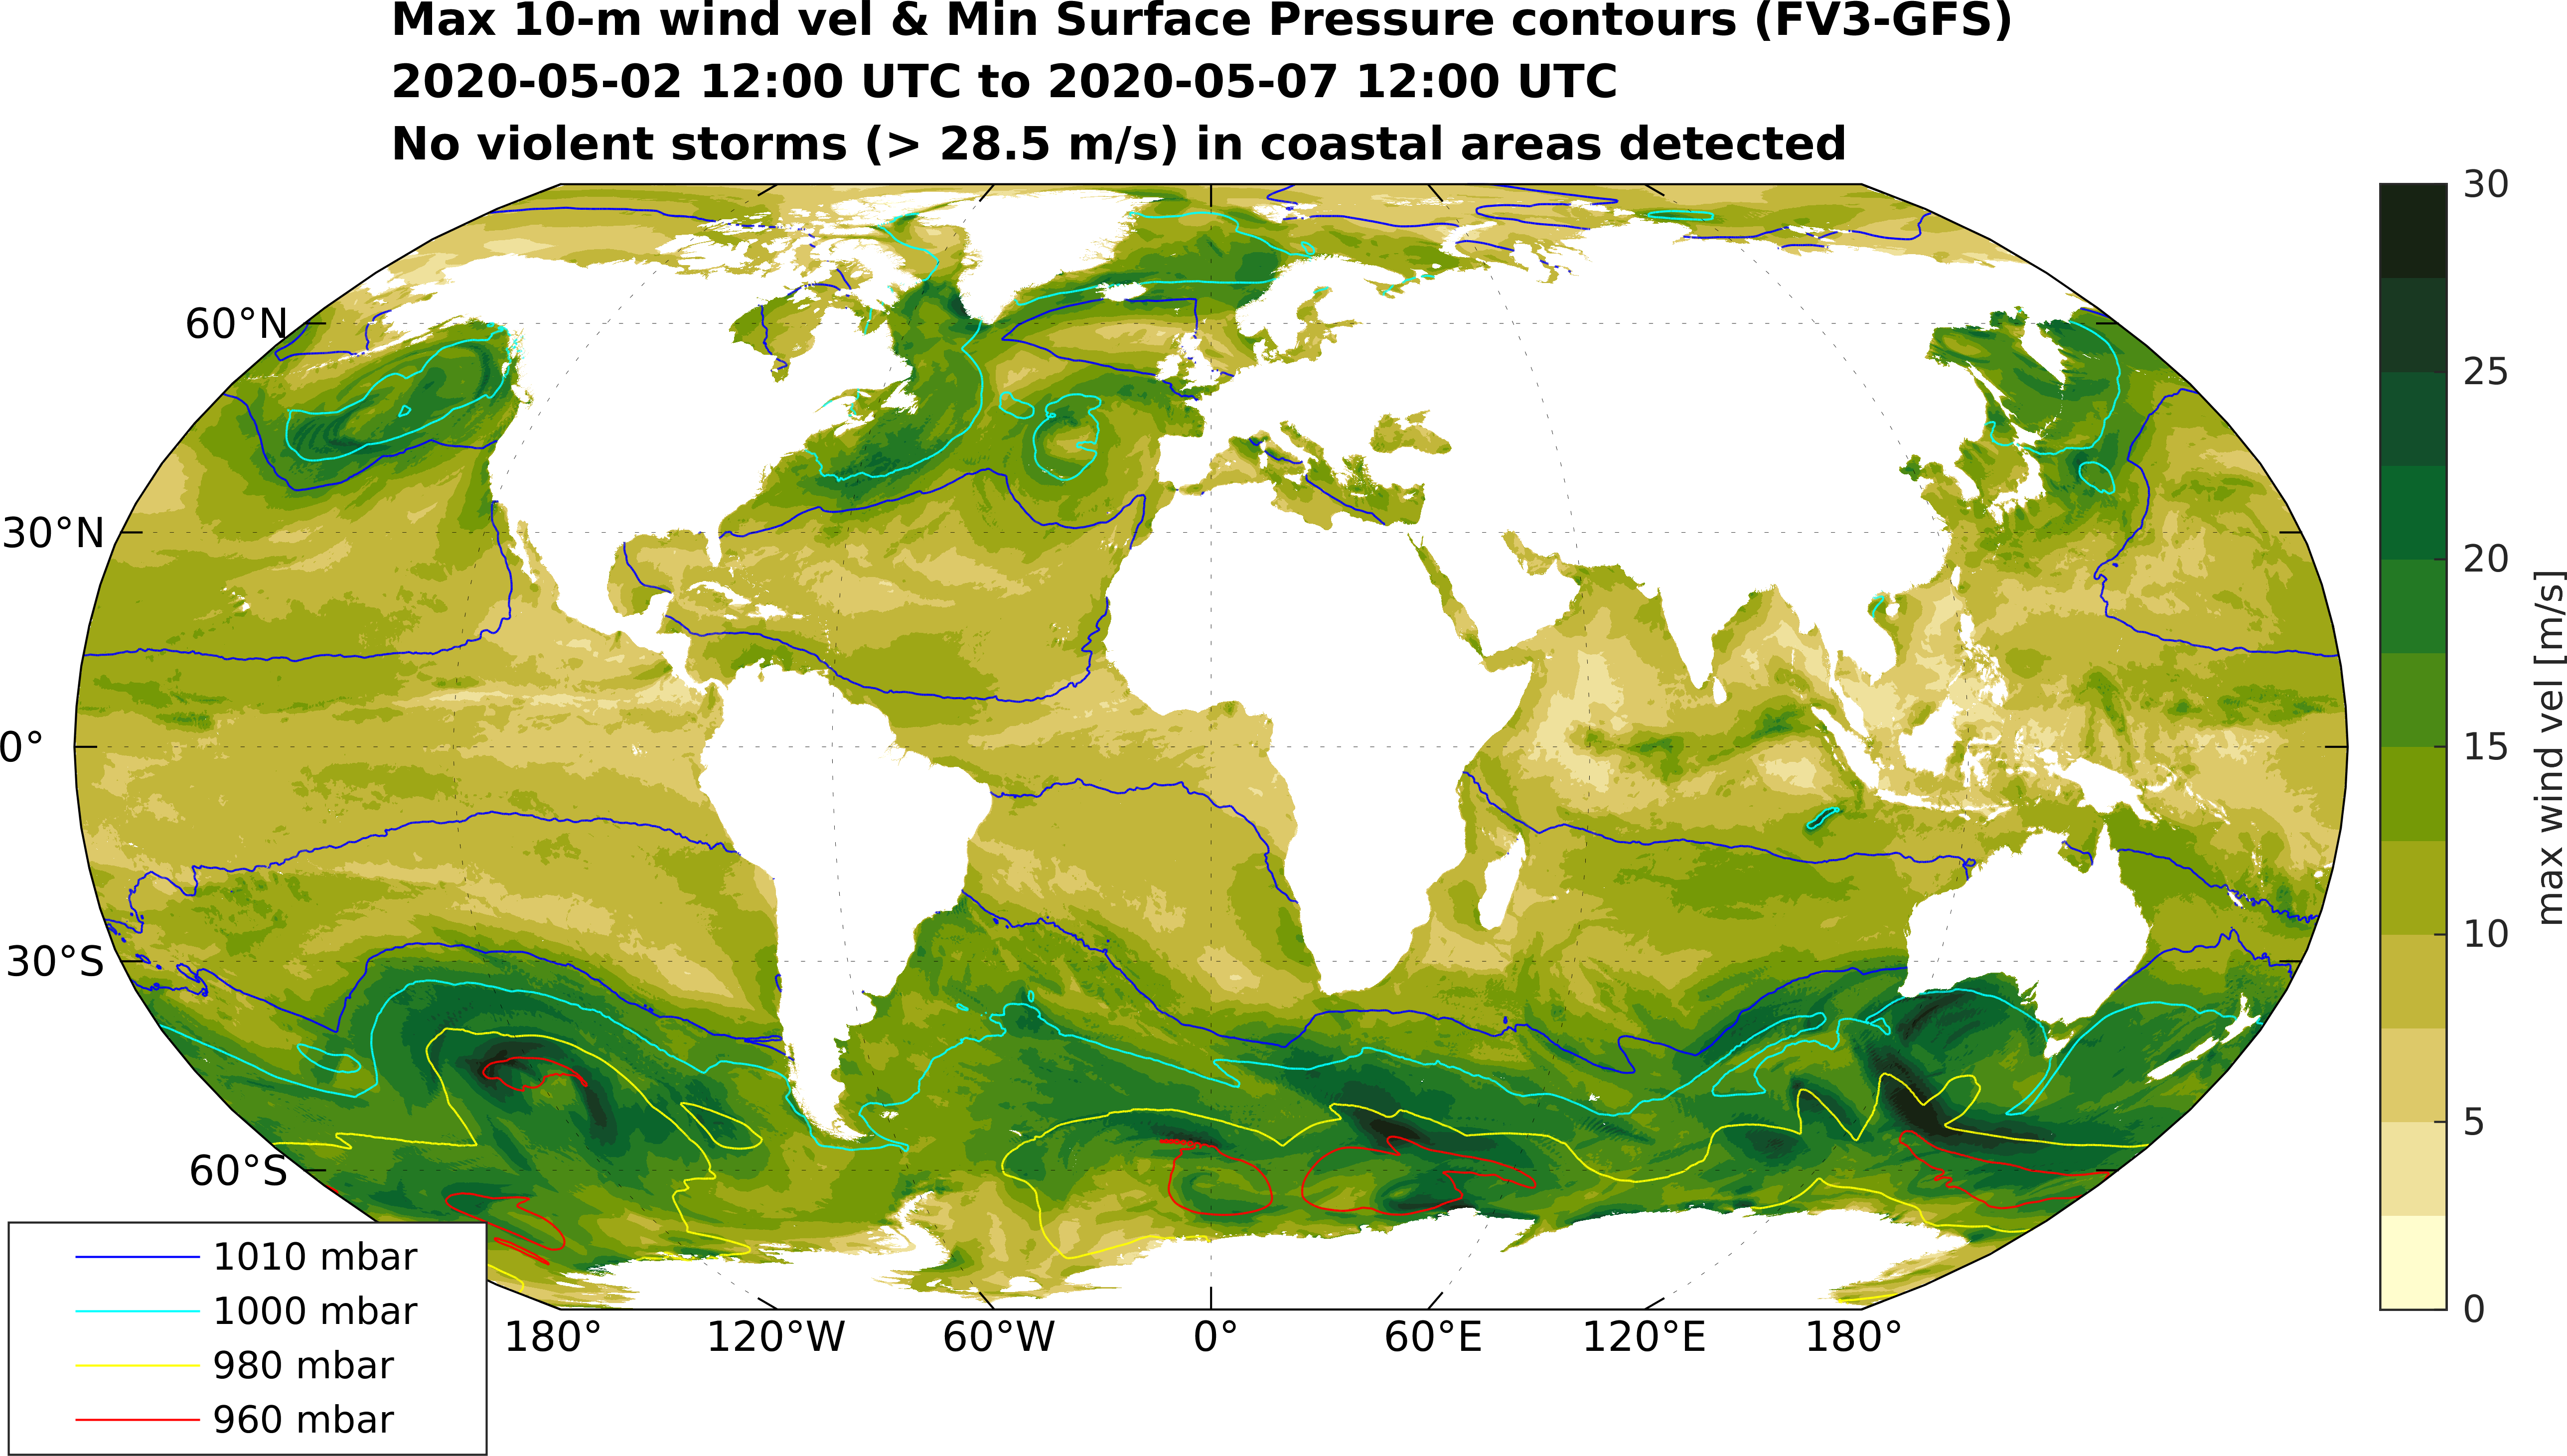 Max 10-m wind vel & Min Surface Pressure contours (FV3-GFS)
2020-05-02 12:00 UTC to 2020-05-07 12:00 UTC
No violent storms (> 28.5 m/s) in coastal areas detected
60°N
30°N
0°
30°S
60°S
180°
120°W
60°W
0°
60°E
120°E
180°
1010 mbar
1000 mbar
980 mbar
960 mbar
30
25
20
15
10
5
0
max wind vel [m/s]